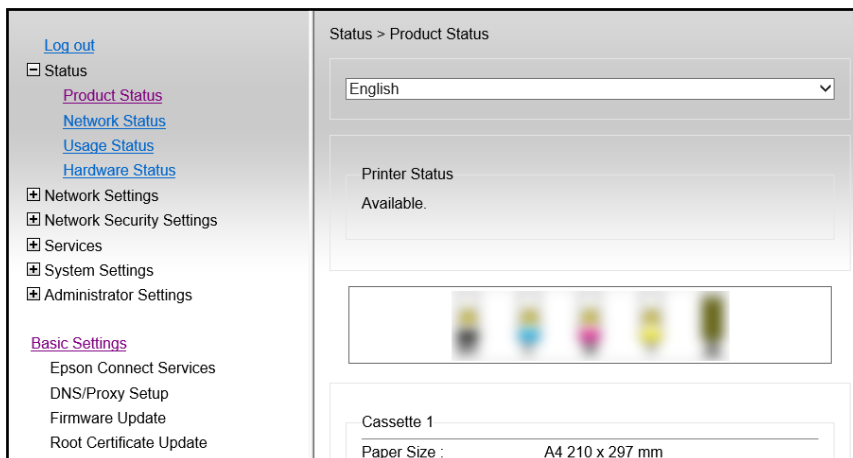 Log out
Status
Product Status
Network Status
Usage Status
Hardware Status
Network Settings
Network Security Settings
Services
System Settings
Administrator Settings
Basic Settings
Epson Connect Services
DNS/Proxy Setup
Firmware Update
Root Certificate Update
Status > Product Status
English
Printer Status
Available.
Cassette 1
Paper Size : A4 210 x 297 mm